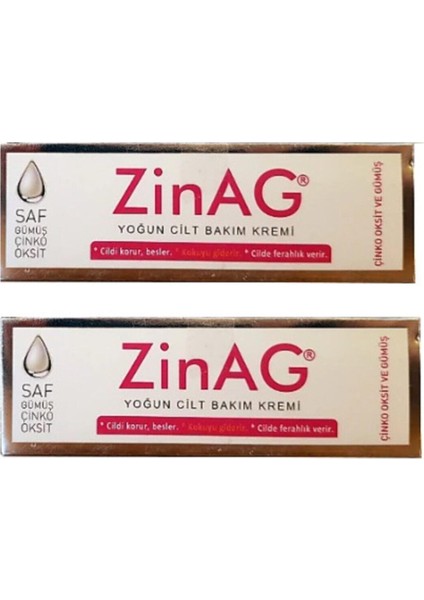 SAF
GÜMÜŞ
ÇİNKO
OKSİT
ZinAG®
YOĞUN CİLT BAKIM KREMİ
* Cildi korur, besler. * Kokuyu giderir. * Cilde ferahlık verir.
ÇİNKO OKSİT VE GÜMÜŞ
SAF
GÜMÜŞ
ÇİNKO
OKSİT
ZinAG®
YOĞUN CİLT BAKIM KREMİ
* Cildi korur, besler. * Kokuyu giderir. * Cilde ferahlık verir.
ÇİNKO OKSİT VE GÜMÜŞ